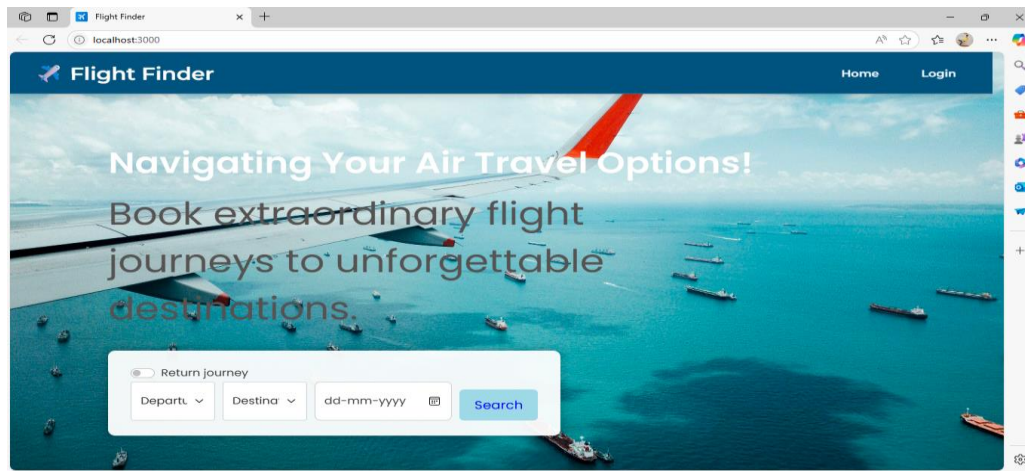 Flight Finder
localhost:3000
Flight Finder
Home Login
Navigating Your Air Travel Options!
Book extraordinary flight
journeys to unforgettable
destinations.
Return journey
Departu Destina dd-mm-yyyy Search